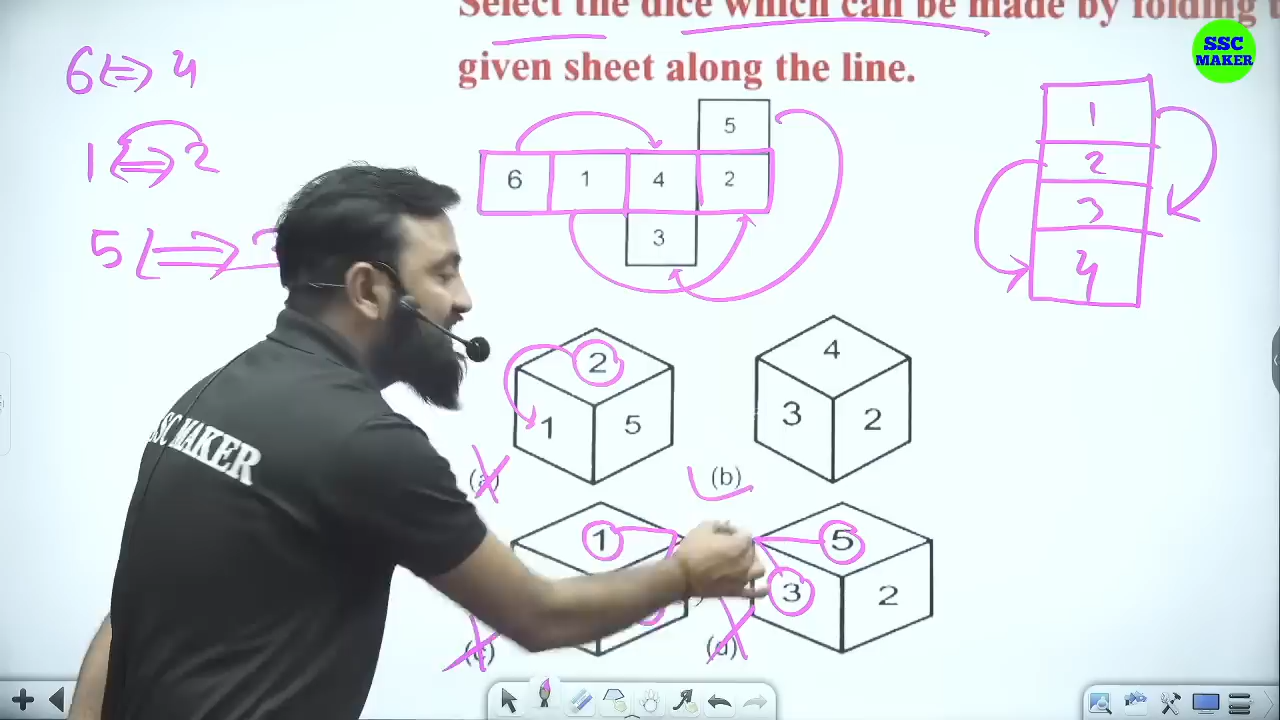 Select the dice which can be made by folding t
given sheet along the line.
SSC
MAKER
6 ⇔ 4
1 ⇔ 2
5 ⇔
5
6 1 4 2
3
1
2
3
4
SSC MAKER
2
1 5
(a)
4
3 2
(b)
1
(c)
5
3 2
(d)